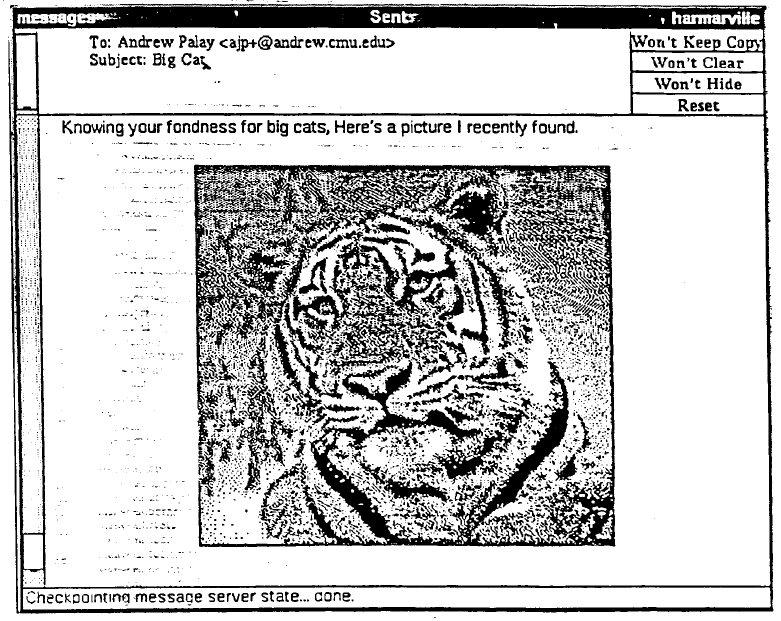 messages Sent harmarville
To: Andrew Palay <ajp+@andrew.cmu.edu>
Subject: Big Cat
Won't Keep Copy
Won't Clear
Won't Hide
Reset
Knowing your fondness for big cats, Here's a picture I recently found.
Checkpointing message server state... done.